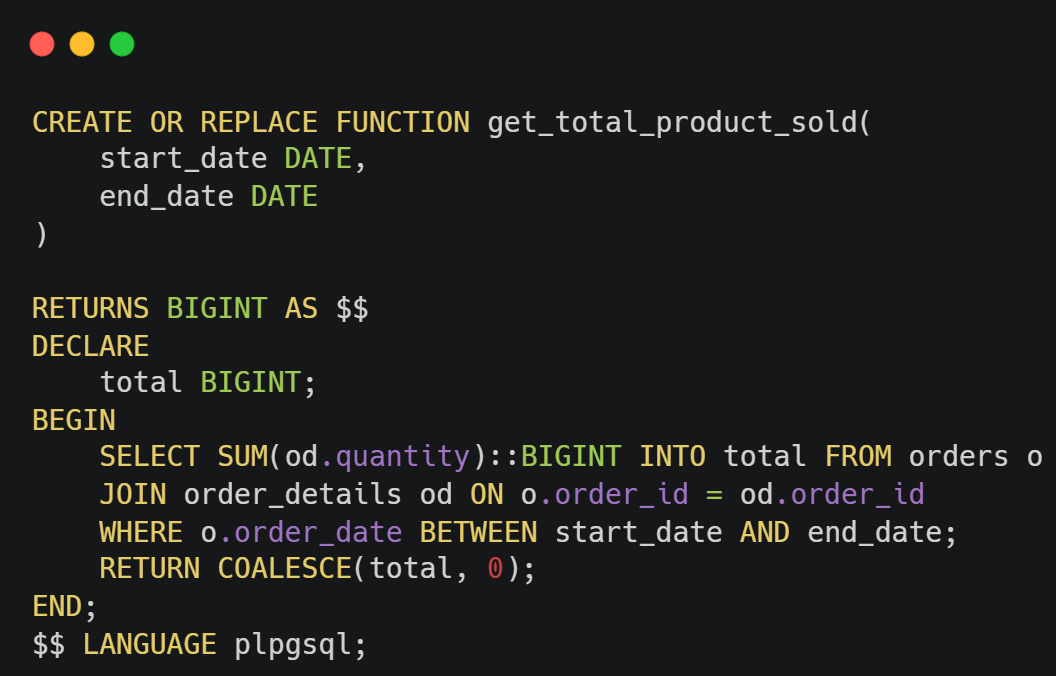 CREATE OR REPLACE FUNCTION get_total_product_sold(
    start_date DATE,
    end_date DATE
)

RETURNS BIGINT AS $$
DECLARE
    total BIGINT;
BEGIN
    SELECT SUM(od.quantity)::BIGINT INTO total FROM orders o
    JOIN order_details od ON o.order_id = od.order_id
    WHERE o.order_date BETWEEN start_date AND end_date;
    RETURN COALESCE(total, 0);
END;
$$ LANGUAGE plpgsql;